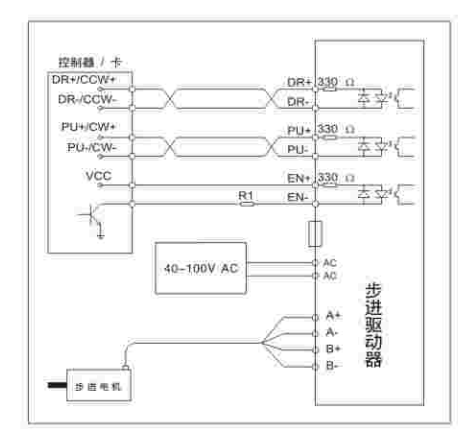 控制器 / 卡
DR+/CCW+
DR-/CCW-
PU+/CW+
PU-/CW-
VCC
R1
DR+ 330 Ω
DR-
PU+ 330 Ω
PU-
EN+ 330 Ω
EN-
40-100V AC
AC
AC
A+
A-
B+
B-
步进驱动器
步进电机